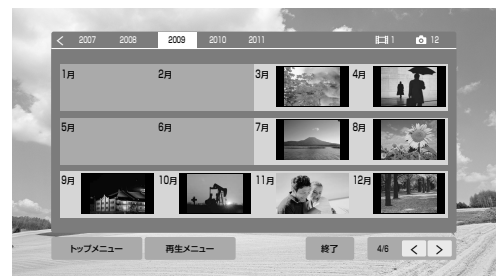 < 2007 2008 2009 2010 2011 1 12
1月 2月 3月 4月
5月 6月 7月 8月
9月 10月 11月 12月
トップメニュー 再生メニュー 終了 4/6 < >